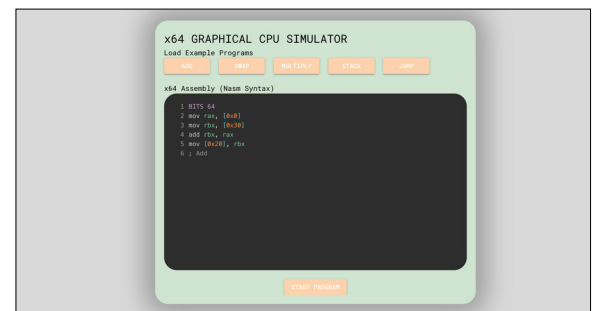 x64 GRAPHICAL CPU SIMULATOR
Load Example Programs
ADD SWAP MULTIPLY STACK JUMP
x64 Assembly (Nasm Syntax)
1 BITS 64
2 mov rax, [0x0]
3 mov rbx, [0x30]
4 add rbx, rax
5 mov [0x20], rbx
6 ; Add
START PROGRAM